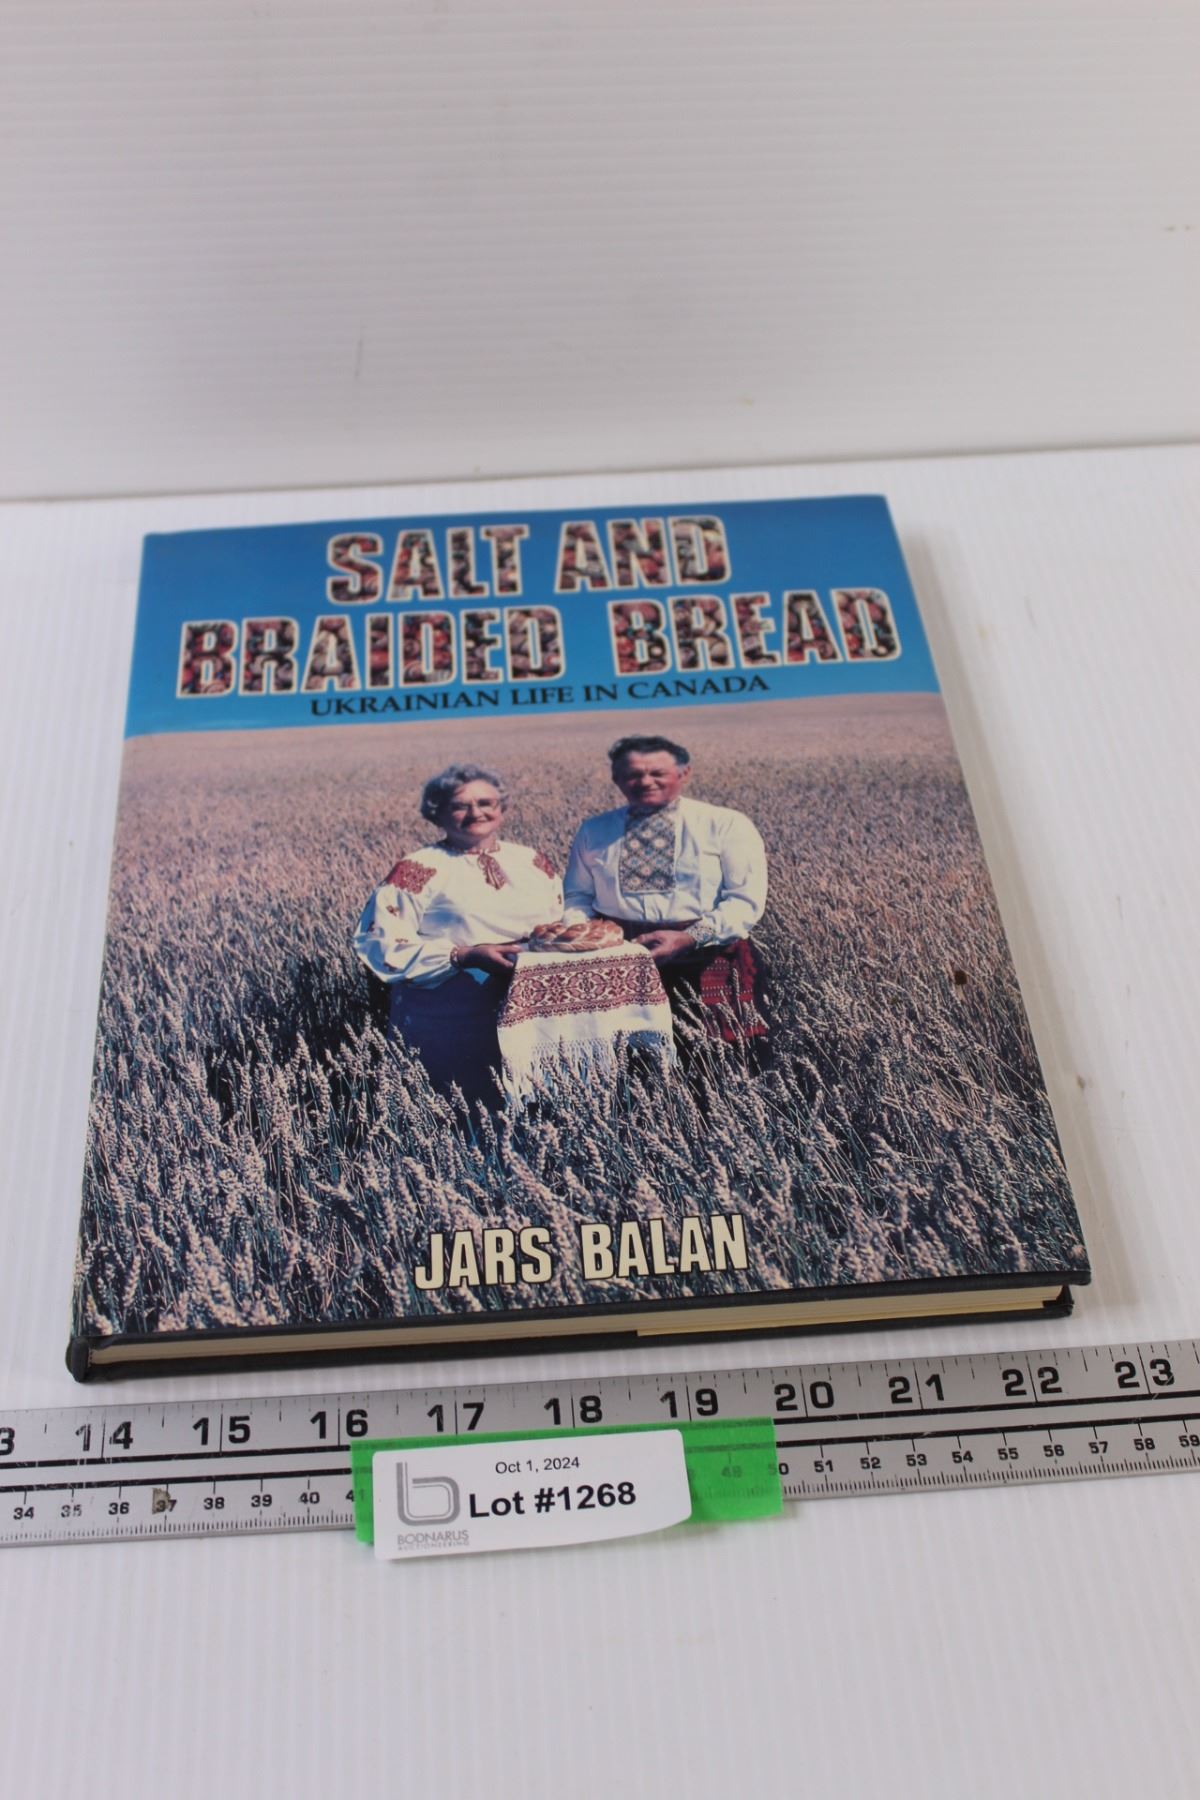 SALT AND
BRAIDED BREAD
UKRAINIAN LIFE IN CANADA
JARS BALAN
3 14 15 16 17 18 19 20 21 22 23
34 35 36 37 38 39 40 41 48 50 51 52 53 54 55 56 57 58 59
Oct 1, 2024
Lot #1268
BODNARUS
AUCTIONEERING